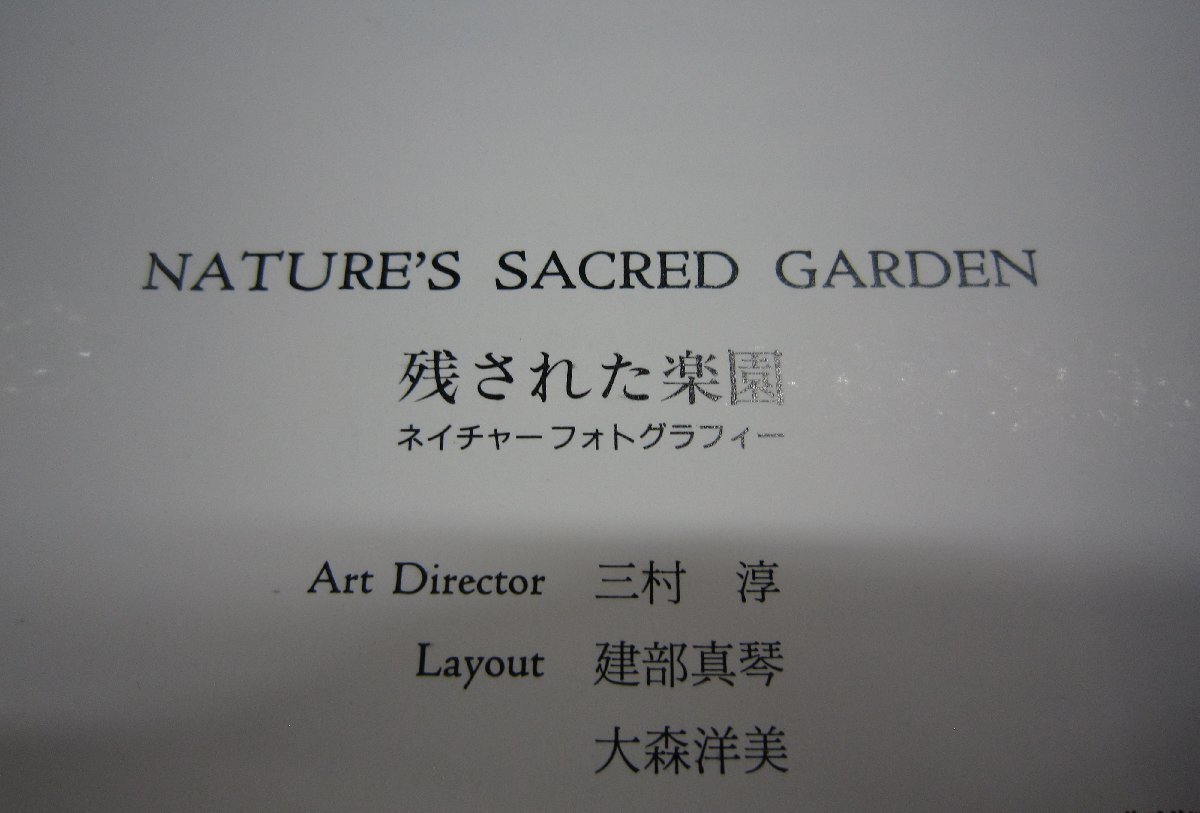 NATURE'S SACRED GARDEN
残された楽園
ネイチャーフォトグラフィー
Art Director 三村 淳
Layout 建部真琴
大森洋美